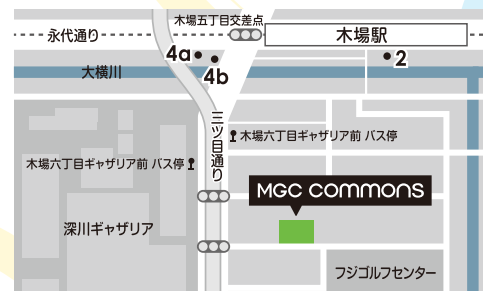 木場五丁目交差点
永代通り
木場駅
4a
4b
2
大横川
三ツ目通り
木場六丁目ギャザリア前 バス停
木場六丁目ギャザリア前 バス停
MGC COMMONS
深川ギャザリア
フジゴルフセンター